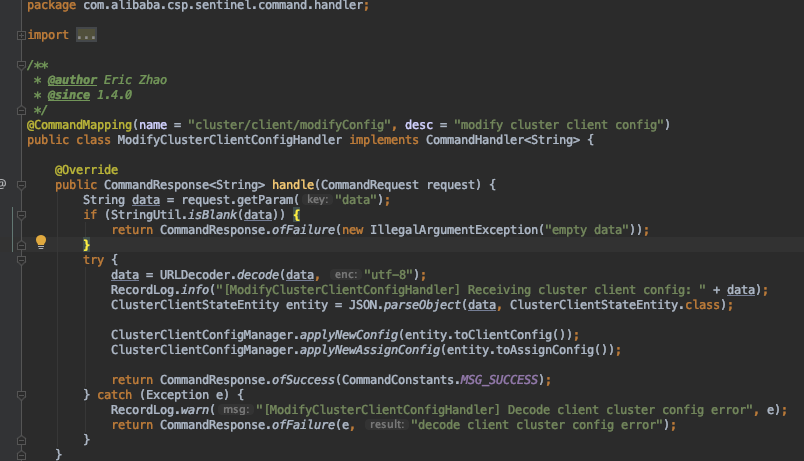 package com.alibaba.csp.sentinel.command.handler;
import ...
/**
* @author Eric Zhao
* @since 1.4.0
*/
@CommandMapping(name = "cluster/client/modifyConfig", desc = "modify cluster client config")
public class ModifyClusterClientConfigHandler implements CommandHandler<String> {
@Override
@ public CommandResponse<String> handle(CommandRequest request) {
String data = request.getParam( key: "data");
if (StringUtil.isBlank(data)) {
return CommandResponse.ofFailure(new IllegalArgumentException("empty data"));
}
try {
data = URLDecoder.decode(data, enc: "utf-8");
RecordLog.info("[ModifyClusterClientConfigHandler] Receiving cluster client config: " + data);
ClusterClientStateEntity entity = JSON.parseObject(data, ClusterClientStateEntity.class);
ClusterClientConfigManager.applyNewConfig(entity.toClientConfig());
ClusterClientConfigManager.applyNewAssignConfig(entity.toAssignConfig());
return CommandResponse.ofSuccess(CommandConstants.MSG_SUCCESS);
} catch (Exception e) {
RecordLog.warn( msg: "[ModifyClusterClientConfigHandler] Decode client cluster config error", e);
return CommandResponse.ofFailure(e, result: "decode client cluster config error");
}
}